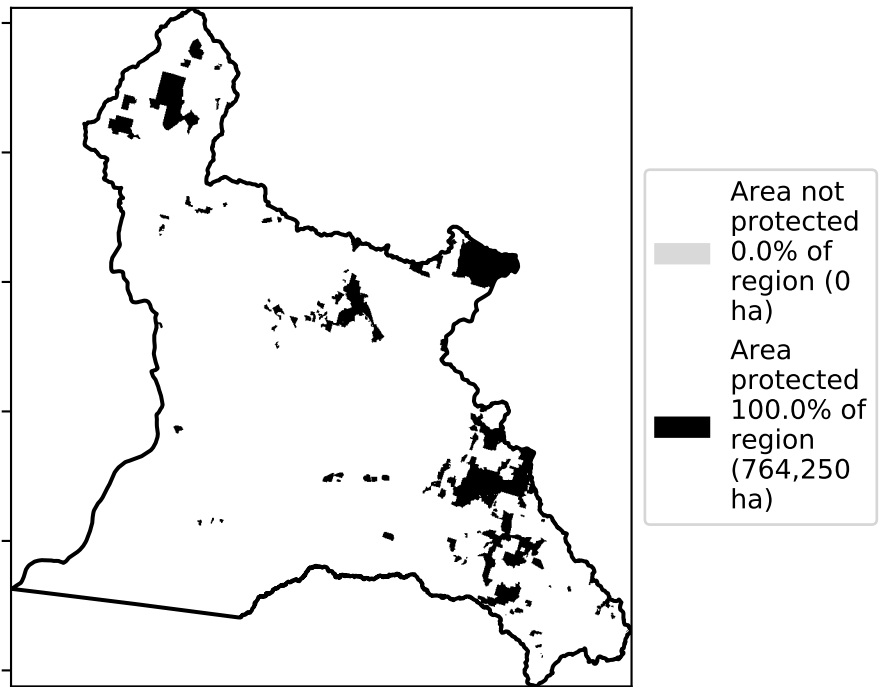 Area not
protected
0.0% of
region (0
ha)
Area
protected
100.0% of
region
(764,250
ha)